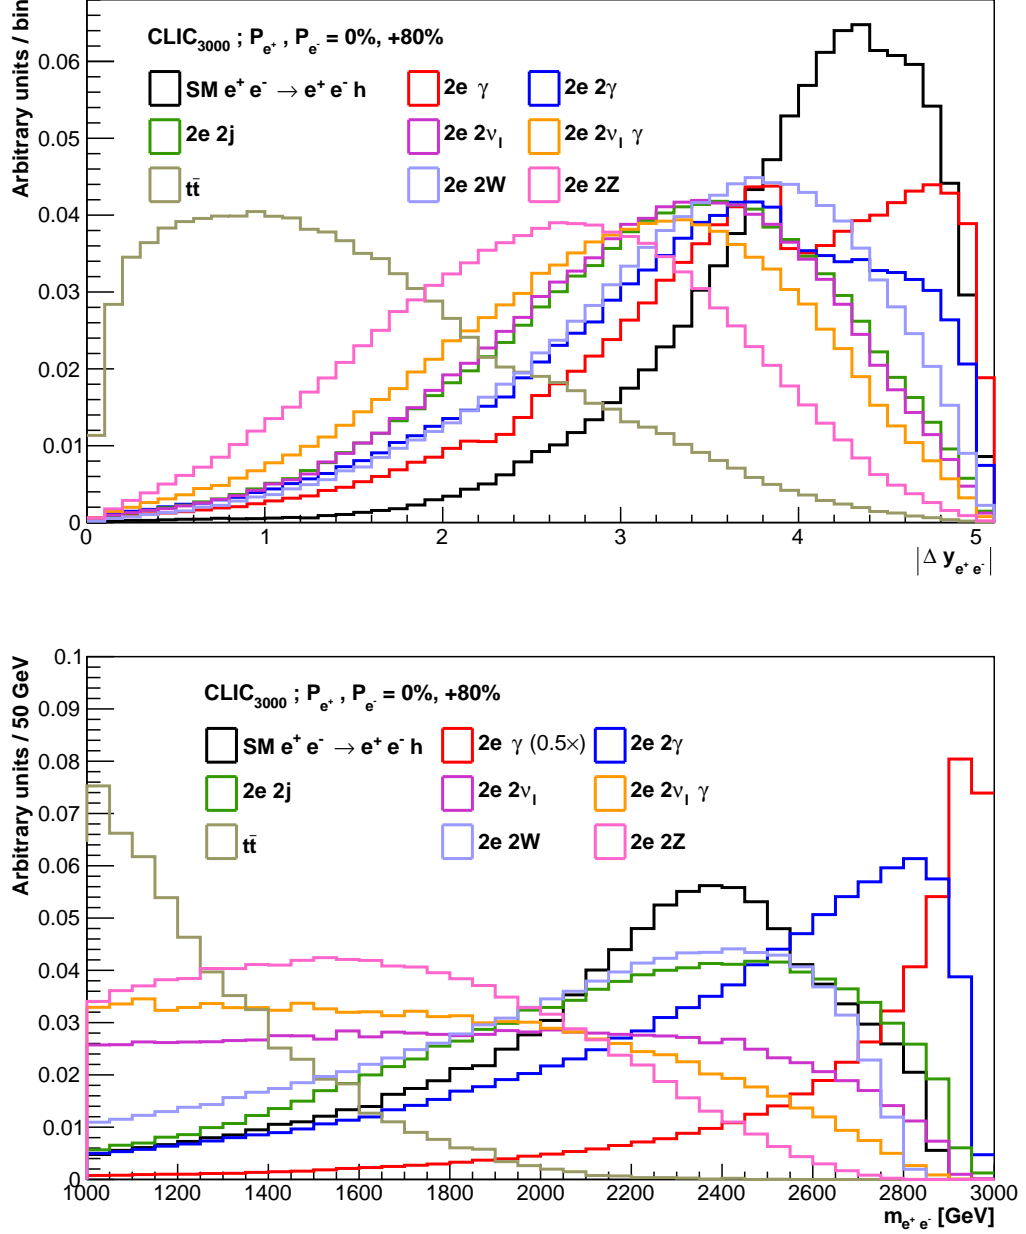 Arbitrary units / bin
CLIC3000 ; Pe+ , Pe- = 0%, +80%
SM e+ e- → e+ e- h
2e γ
2e 2γ
2e 2j
2e 2νl
2e 2νl γ
tt̄
2e 2W
2e 2Z
0.06
0.05
0.04
0.03
0.02
0.01
0
0 1 2 3 4 5
|Δ ye+ e-|
Arbitrary units / 50 GeV
CLIC3000 ; Pe+ , Pe- = 0%, +80%
SM e+ e- → e+ e- h
2e γ (0.5×)
2e 2γ
2e 2j
2e 2νl
2e 2νl γ
tt̄
2e 2W
2e 2Z
0.1
0.09
0.08
0.07
0.06
0.05
0.04
0.03
0.02
0.01
0
1000 1200 1400 1600 1800 2000 2200 2400 2600 2800 3000
me+ e- [GeV]